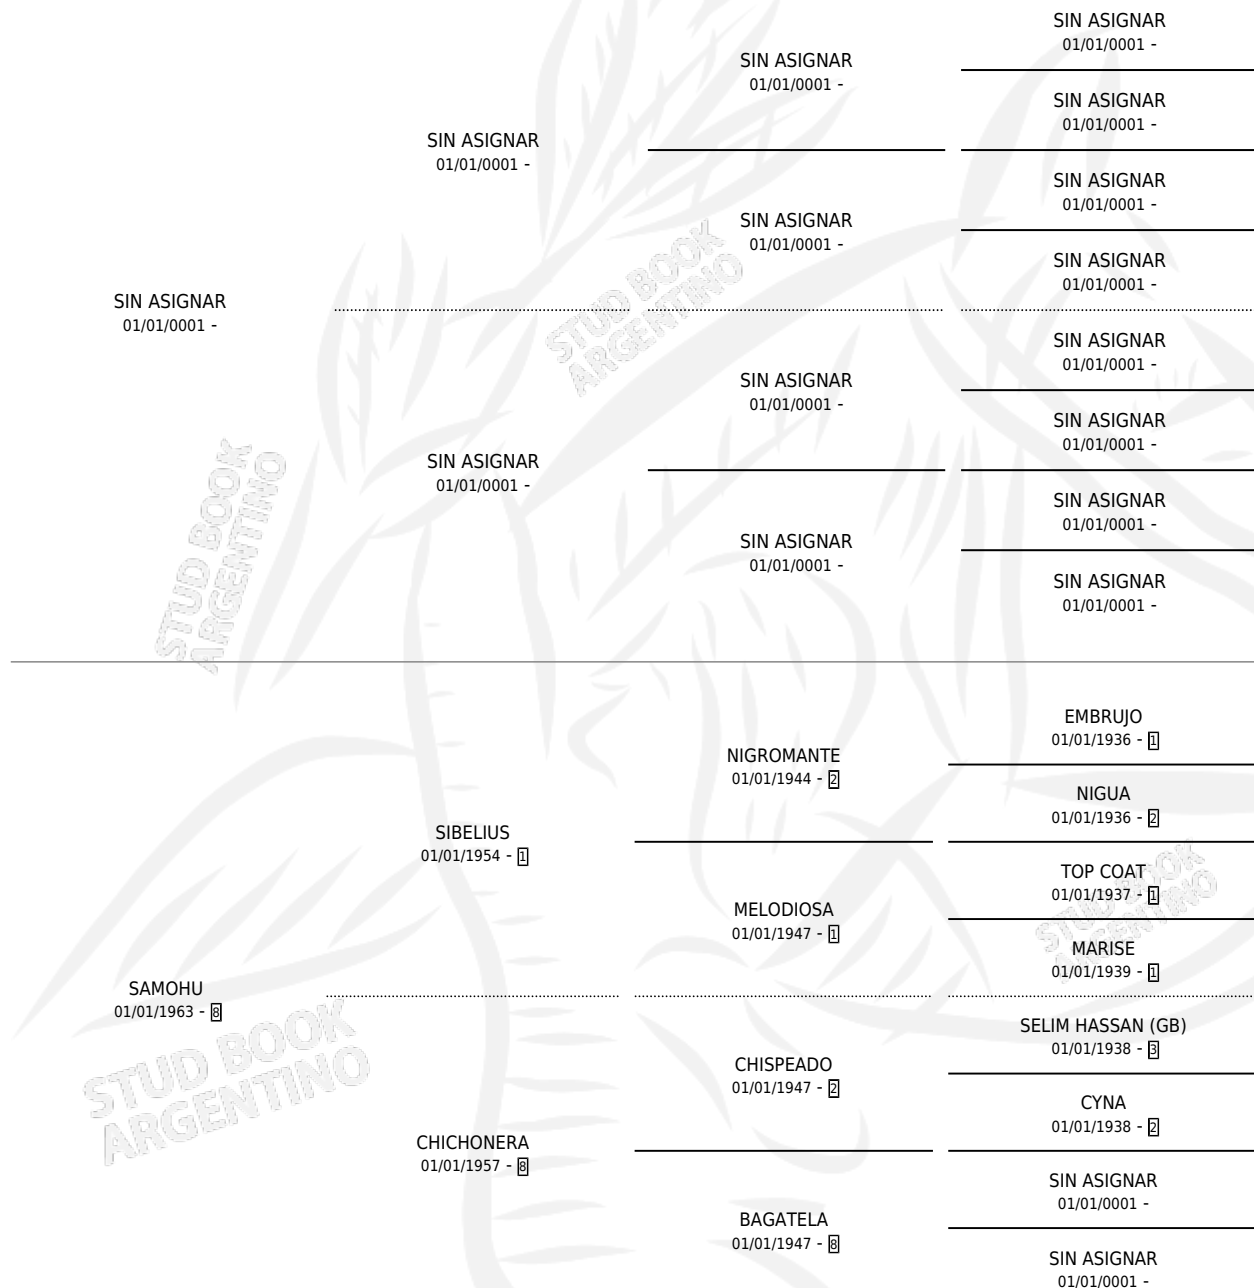 SIN ASIGNAR
01/01/0001 -
SIN ASIGNAR
01/01/0001 -
SIN ASIGNAR
01/01/0001 -
SIN ASIGNAR
01/01/0001 -
SIN ASIGNAR
01/01/0001 -
SIN ASIGNAR
01/01/0001 -
SIN ASIGNAR
01/01/0001 -
STUD BOOK
ARGENTINO
SIN ASIGNAR
01/01/0001 -
SIN ASIGNAR
01/01/0001 -
SIN ASIGNAR
01/01/0001 -
SIN ASIGNAR
01/01/0001 -
SIN ASIGNAR
01/01/0001 -
STUD BOOK
ARGENTINO
SIN ASIGNAR
01/01/0001 -
SIN ASIGNAR
01/01/0001 -
SIN ASIGNAR
01/01/0001 -
EMBRUJO
01/01/1936 - 1
NIGROMANTE
01/01/1944 - 2
NIGUA
01/01/1936 - 2
SIBELIUS
01/01/1954 - 1
TOP COAT
01/01/1937 - 1
MELODIOSA
01/01/1947 - 1
STUD BOOK
ARGENTINO
MARISE
01/01/1939 - 1
SAMOHU
01/01/1963 - 8
STUD BOOK
ARGENTINO
SELIM HASSAN (GB)
01/01/1938 - 3
CHISPEADO
01/01/1947 - 2
CYNA
01/01/1938 - 2
CHICHONERA
01/01/1957 - 8
SIN ASIGNAR
01/01/0001 -
BAGATELA
01/01/1947 - 8
SIN ASIGNAR
01/01/0001 -